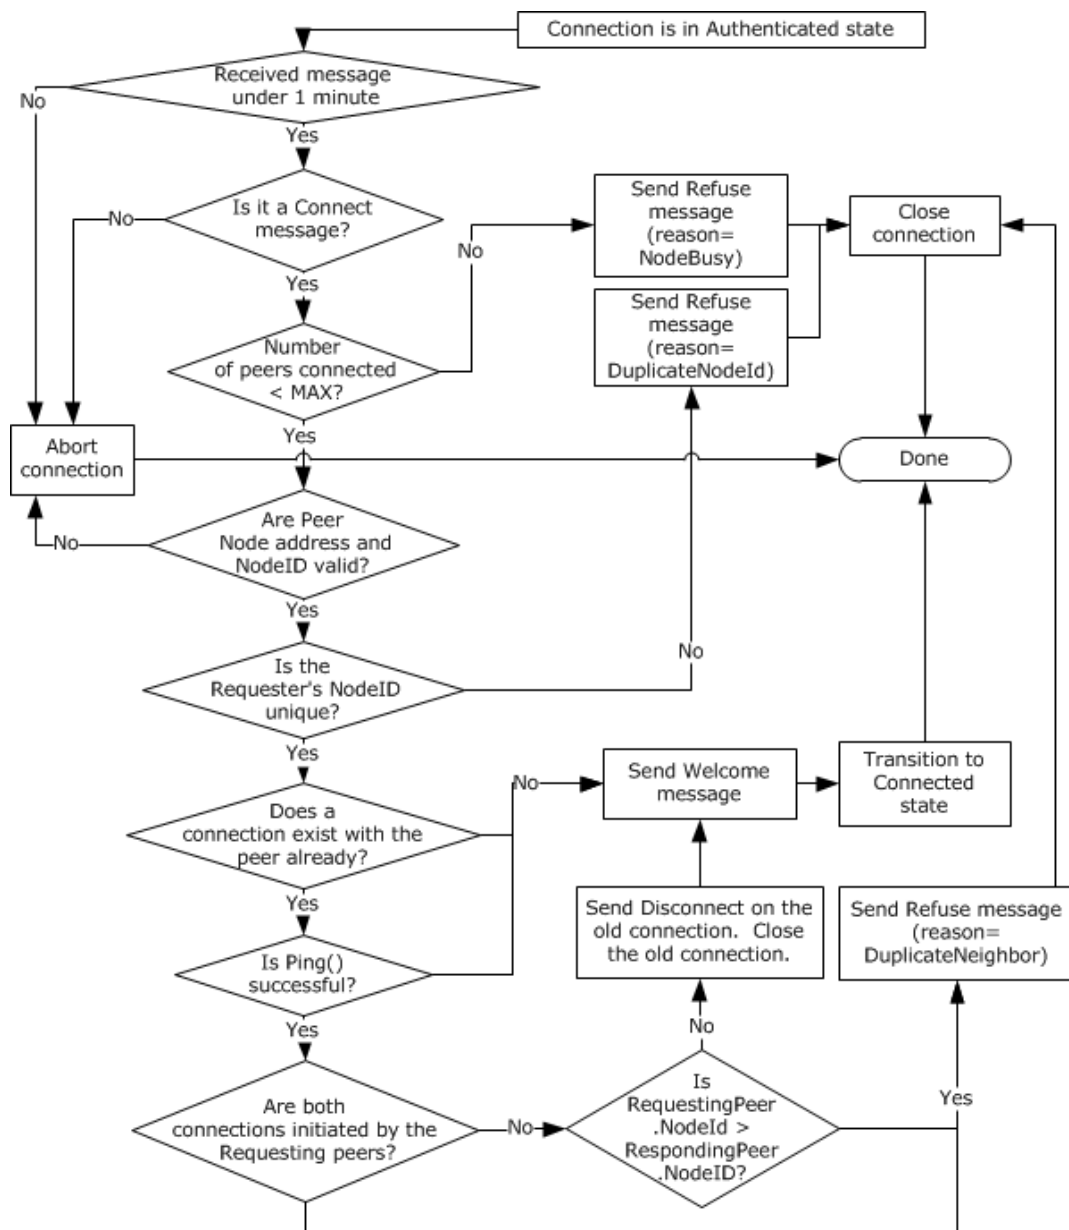 Connection is in Authenticated state
Received message
under 1 minute
No
Yes
Is it a Connect
message?
No
Yes
Send Refuse
message
(reason=
NodeBusy)
Close
connection
No
Send Refuse
message
(reason=
DuplicateNodeId)
Number
of peers connected
< MAX?
Yes
Abort
connection
Done
Are Peer
Node address and
NodeID valid?
No
Yes
Is the
Requester's NodeID
unique?
No
Yes
Send Welcome
message
Transition to
Connected
state
No
Does a
connection exist with the
peer already?
Yes
Send Disconnect on the
old connection.  Close
the old connection.
Send Refuse message
(reason=
DuplicateNeighbor)
Is Ping()
successful?
Yes
No
Are both
connections initiated by the
Requesting peers?
No
Is
RequestingPeer
.NodeId >
RespondingPeer
.NodeID?
Yes